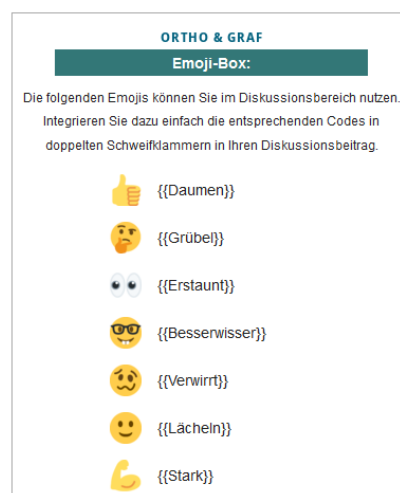 ORTHO & GRAF
Emoji-Box:
Die folgenden Emojis können Sie im Diskussionsbereich nutzen.
Integrieren Sie dazu einfach die entsprechenden Codes in
doppelten Schweifklammern in Ihren Diskussionsbeitrag.
{{Daumen}}
{{Grübel}}
{{Erstaunt}}
{{Besserwisser}}
{{Verwirrt}}
{{Lächeln}}
{{Stark}}